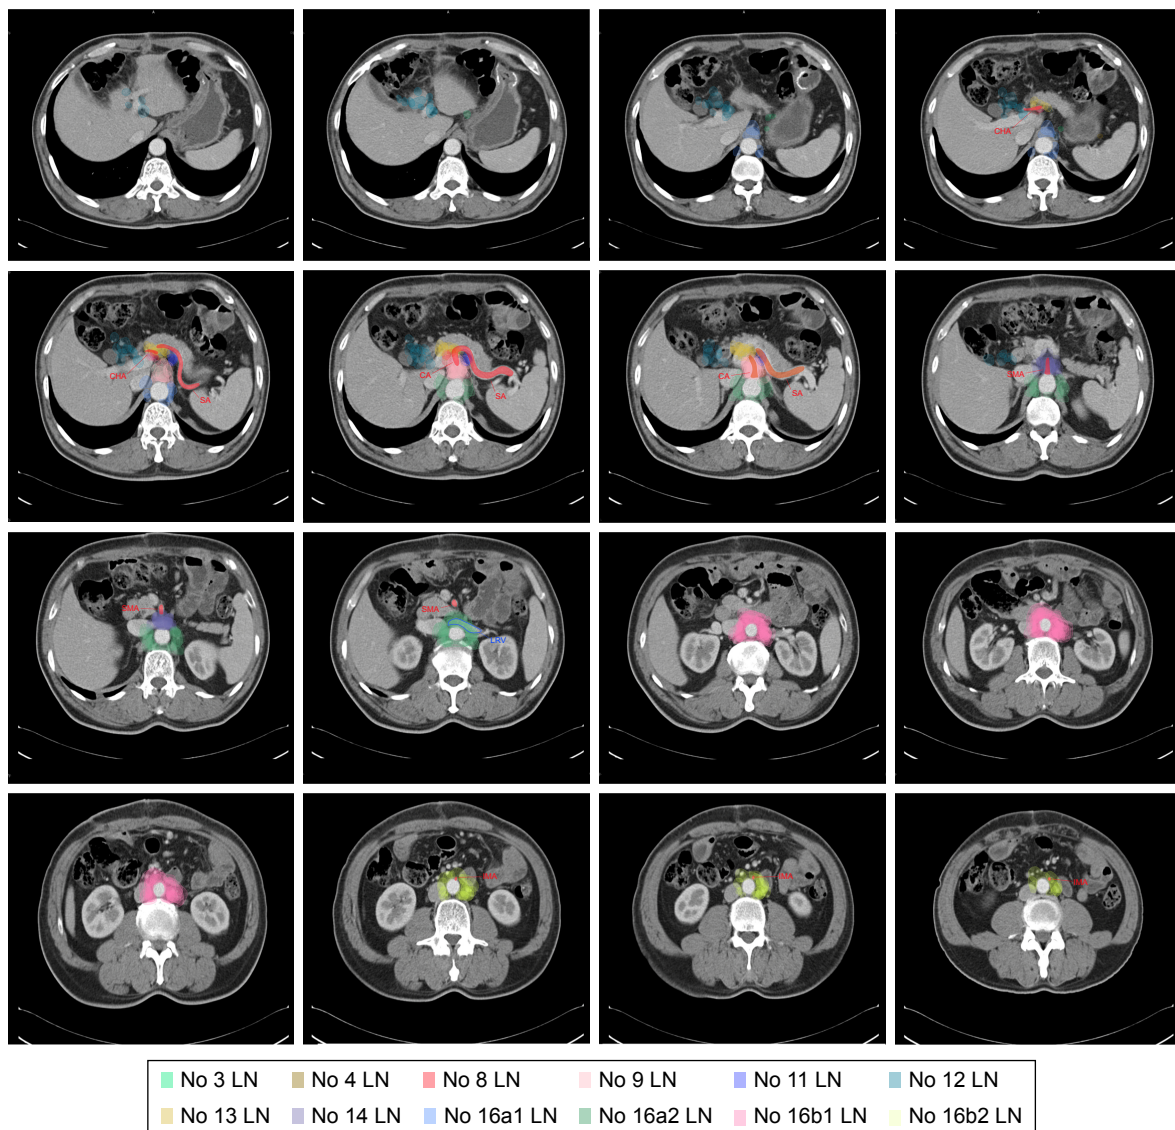 CHA
CHA
SA
CA
SA
CA
SA
SMA
SMA
SMA
LRV
IMA
IMA
IMA
No 3 LN No 4 LN No 8 LN No 9 LN No 11 LN No 12 LN
No 13 LN No 14 LN No 16a1 LN No 16a2 LN No 16b1 LN No 16b2 LN